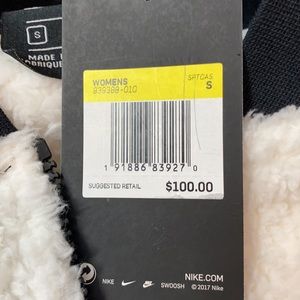 S
MADE
WOMENS
SPTCAS
939388-010
S
1 91886 83927 0
SUGGESTED RETAIL
$100.00
NIKE.COM
NIKE
SWOOSH
© 2017 Nike